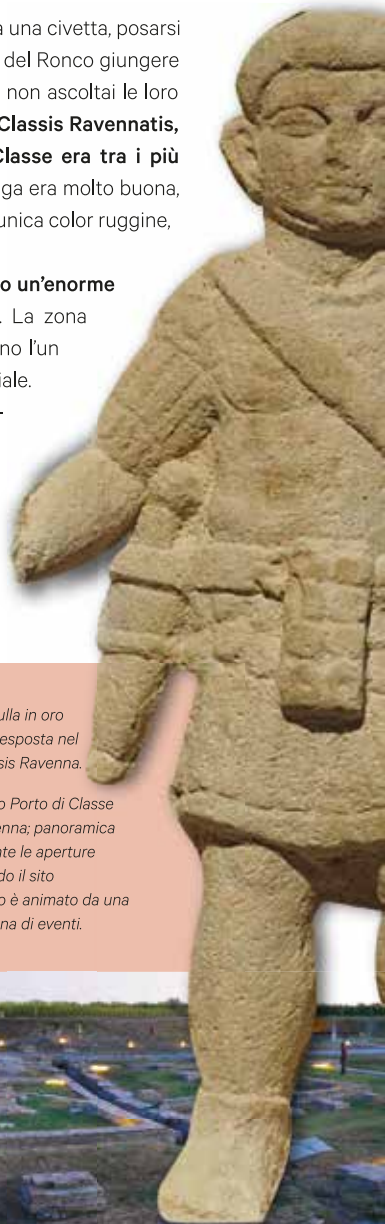 a una civetta, posarsi
del Ronco giungere
non ascoltai le loro
Classis Ravennatis,
Classe era tra i più
ga era molto buona,
unica color ruggine,
o un’enorme
. La zona
no l’un
iale.
-
ulla in oro
esposta nel
sis Ravenna.
o Porto di Classe
enna; panoramica
nte le aperture
do il sito
o è animato da una
na di eventi.